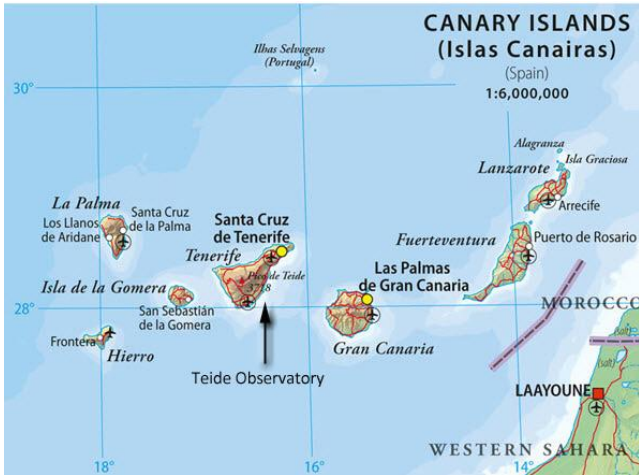 CANARY ISLANDS
(Islas Canairas)
(Spain)
1:6,000,000
Ilhas Selvagens
(Portugal)
30°
Alagranza
Isla Graciosa
Lanzarote
Arrecife
La Palma
Santa Cruz
de la Palma
Los Llanos
de Aridane
Santa Cruz
de Tenerife
Tenerife
Pico de Teide
3718
Fuerteventura
Puerto de Rosario
Las Palmas
de Gran Canaria
Isla de la Gomera
San Sebastián
de la Gomera
28°
MOROCCO
Frontera
Hierro
Gran Canaria
Teide Observatory
(salt)
(salt)
LAAYOUNE
WESTERN SAHARA
18°
16°
14°